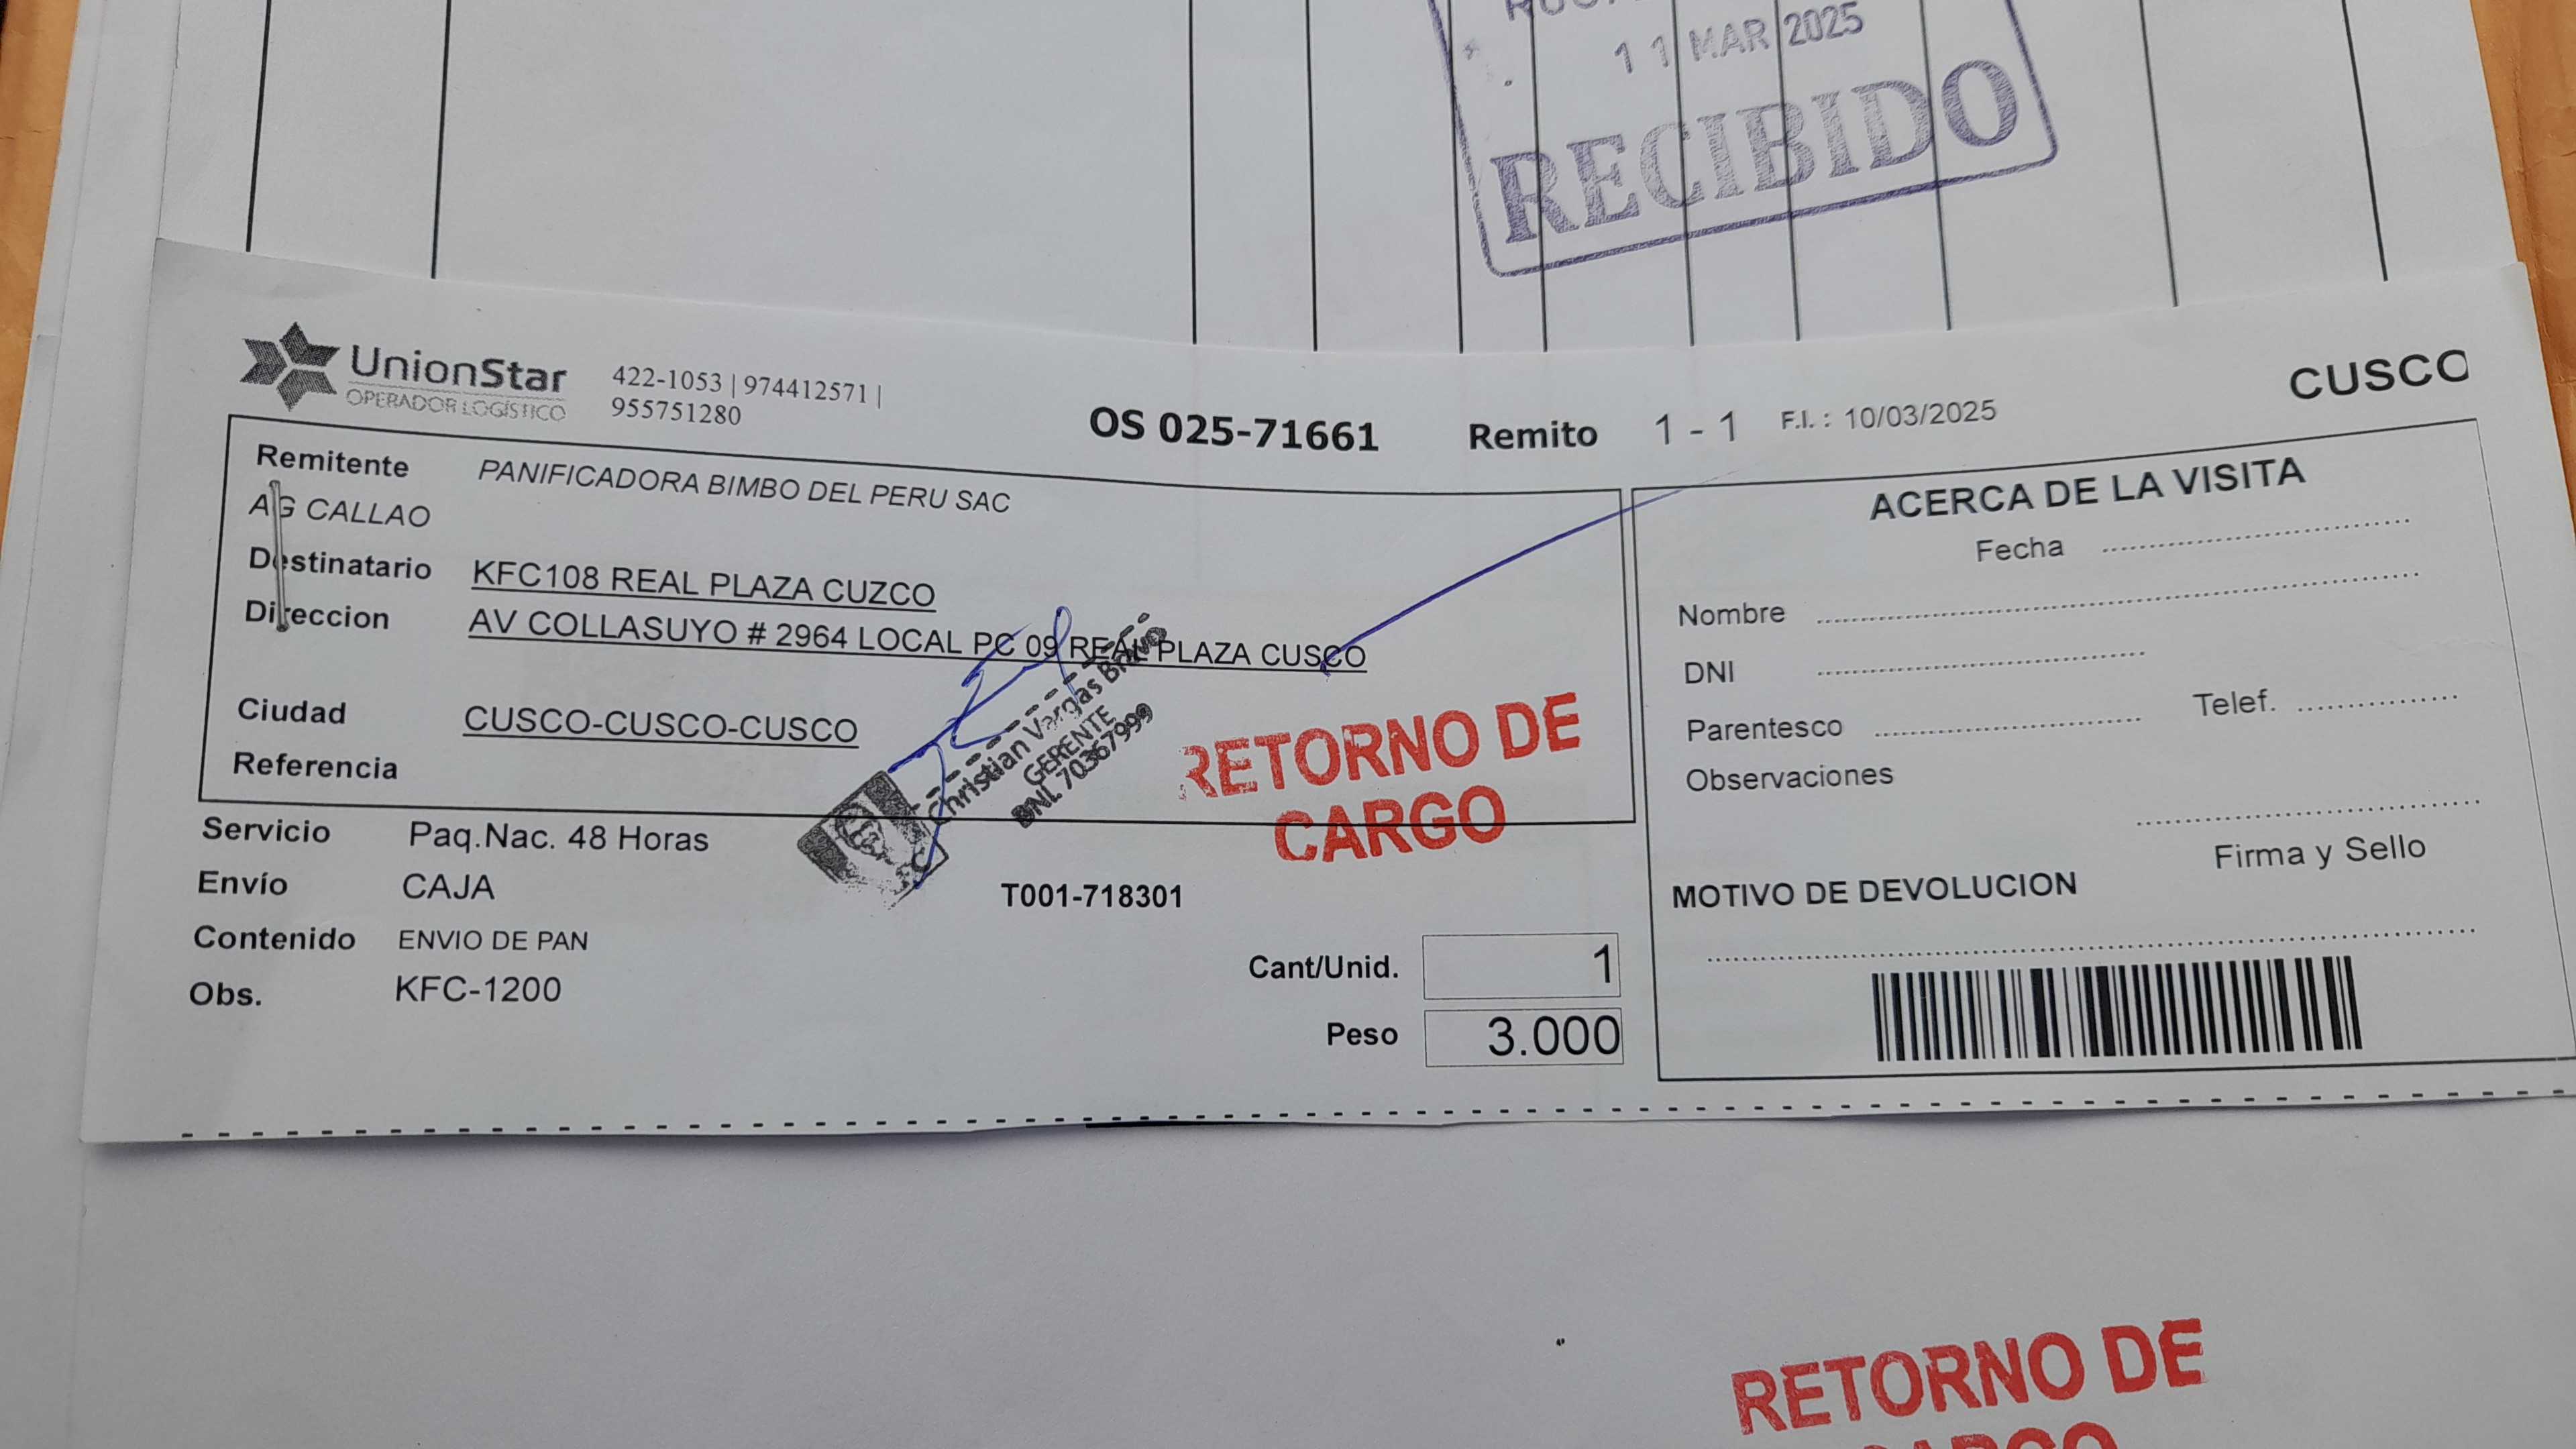 11 MAR 2025
RECIBIDO
UnionStar
OPERADOR LOGÍSTICO
422-1053 | 974412571 |
955751280
OS 025-71661 Remito 1 - 1 F.I. : 10/03/2025
CUSCO
Remitente PANIFICADORA BIMBO DEL PERU SAC
AG CALLAO
Destinatario KFC108 REAL PLAZA CUZCO
Direccion AV COLLASUYO # 2964 LOCAL PC 09 REAL PLAZA CUSCO
Ciudad CUSCO-CUSCO-CUSCO
Referencia
Christian Vargas Bravo
GERENTE
DNI. 70367999
RETORNO DE
CARGO
Servicio Paq.Nac. 48 Horas
Envío CAJA
T001-718301
Contenido ENVIO DE PAN
Obs. KFC-1200
Cant/Unid. 1
Peso 3.000
ACERCA DE LA VISITA
Fecha
Nombre
DNI
Parentesco Telef.
Observaciones
Firma y Sello
MOTIVO DE DEVOLUCION
RETORNO DE
CARGO